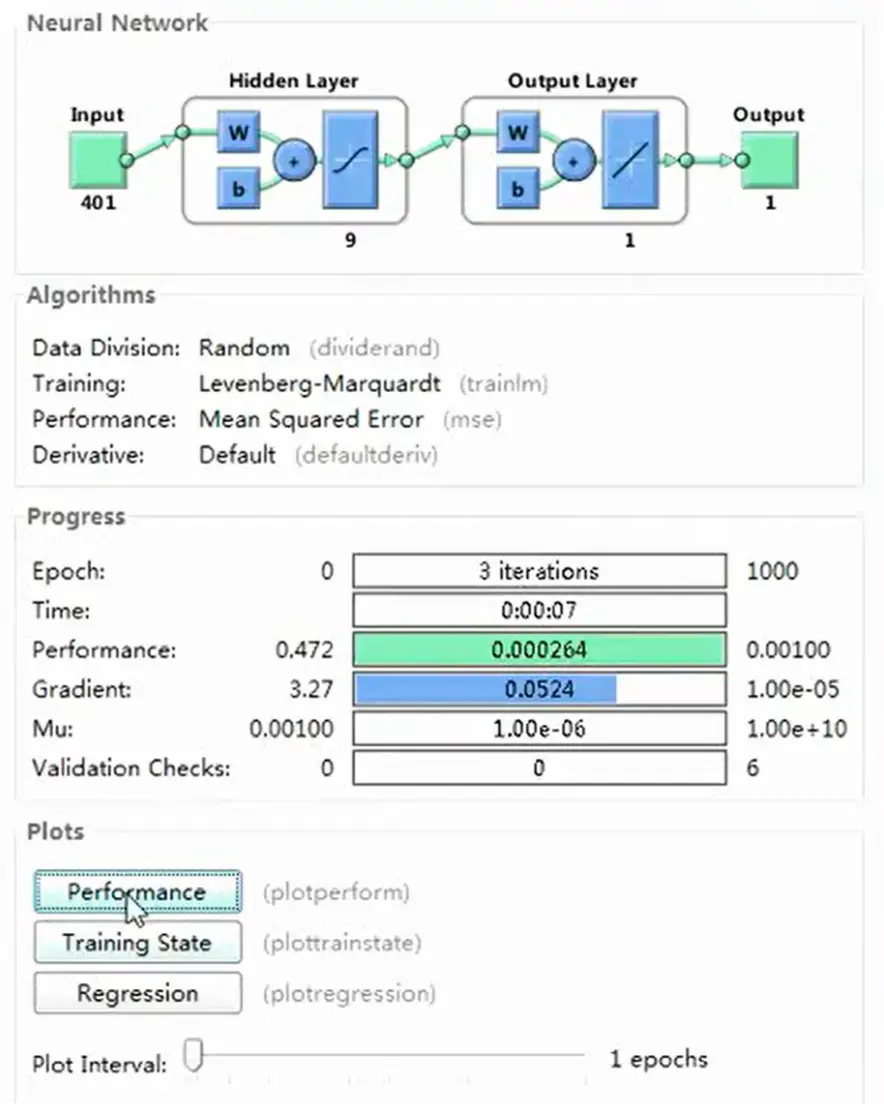 Neural Network
Hidden Layer
Output Layer
Input
Output
W
W
+
+
b
b
401
1
9
1
Algorithms
Data Division: Random (dividerand)
Training: Levenberg-Marquardt (trainlm)
Performance: Mean Squared Error (mse)
Derivative: Default (defaultderiv)
Progress
Epoch: 0 3 iterations 1000
Time: 0:00:07
Performance: 0.472 0.000264 0.00100
Gradient: 3.27 0.0524 1.00e-05
Mu: 0.00100 1.00e-06 1.00e+10
Validation Checks: 0 0 6
Plots
Performance (plotperform)
Training State (plottrainstate)
Regression (plotregression)
Plot Interval: 1 epochs